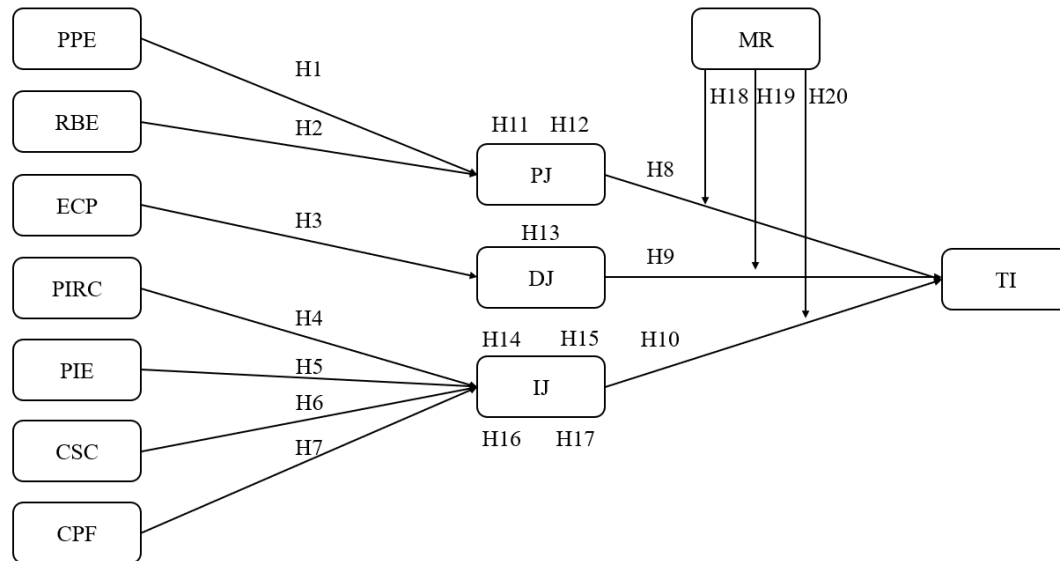 PPE
MR
H1
H18 H19 H20
RBE
H2
H11 H12
PJ
H8
ECP
H3
H13
DJ
H9
TI
PIRC
H4
H14 H15
H10
PIE
H5
IJ
H6
CSC
H7
H16 H17
CPF